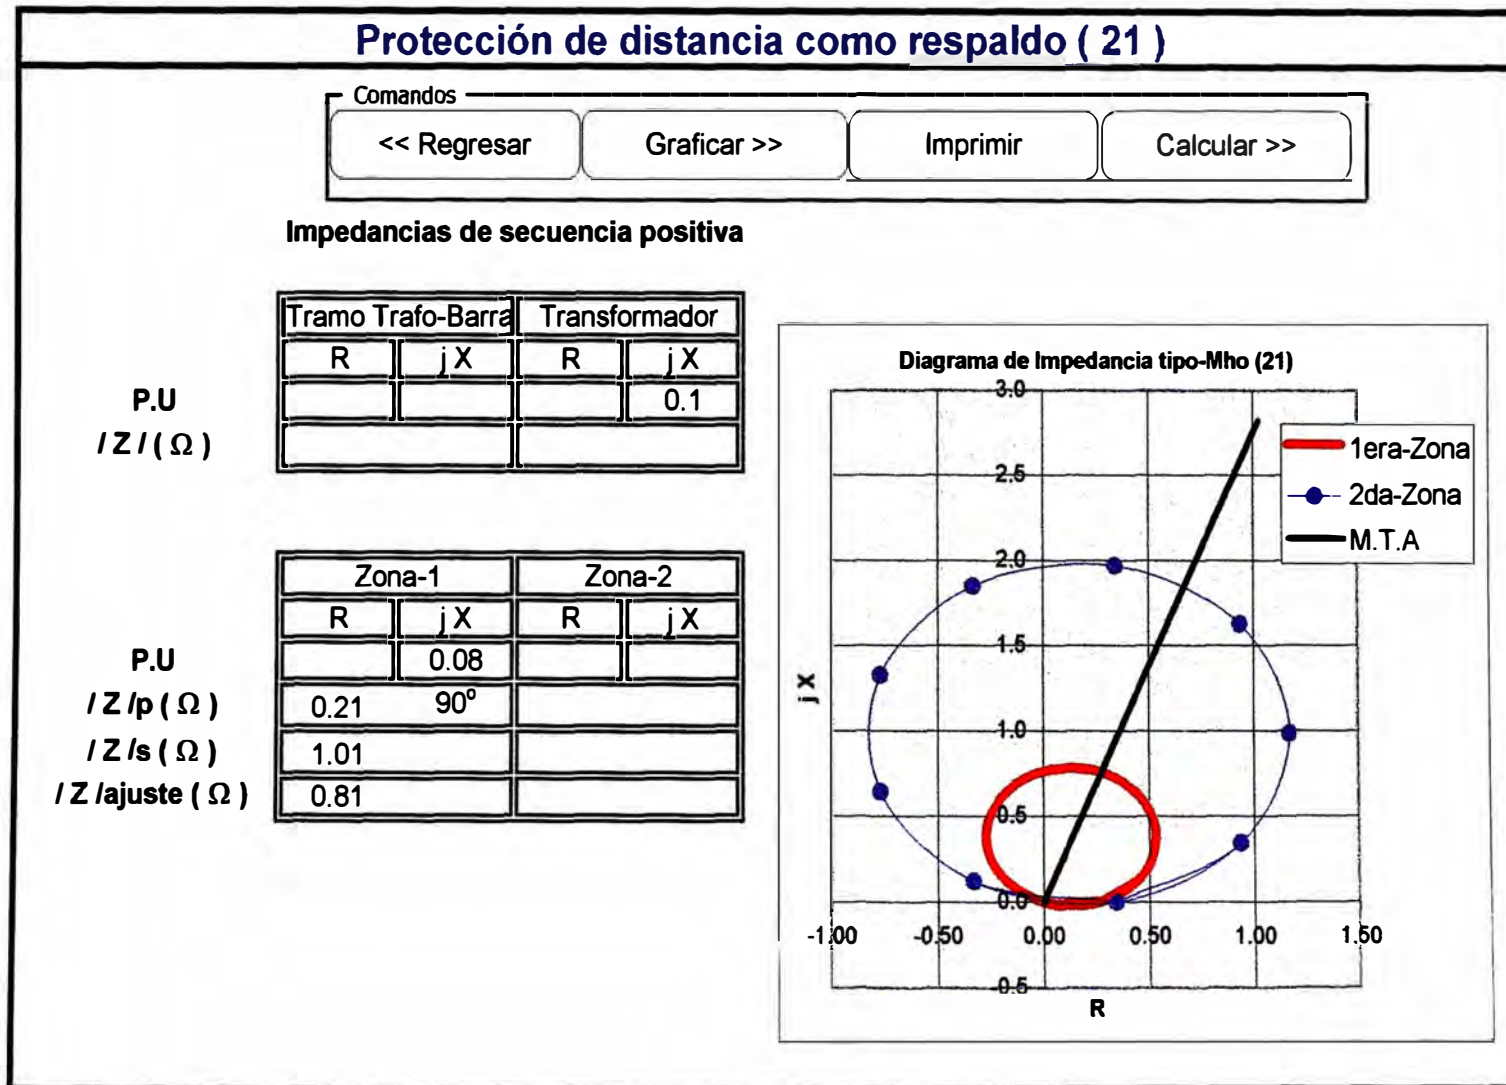 Protección de distancia como respaldo ( 21 )
Comandos
<< Regresar Graficar >> Imprimir Calcular >>
Impedancias de secuencia positiva
Tramo Trafo-Barra Transformador
R j X R j X
P.U 0.1
/ Z / ( Ω )
Zona-1 Zona-2
R j X R j X
P.U 0.08
/ Z /p ( Ω ) 0.21 90º
/ Z /s ( Ω ) 1.01
/ Z /ajuste ( Ω ) 0.81
Diagrama de Impedancia tipo-Mho (21)
3.0
2.5
2.0
1.5
1.0
0.5
0.0
-0.5
j X
-1.00 -0.50 0.00 0.50 1.00 1.50
R
1era-Zona
2da-Zona
M.T.A